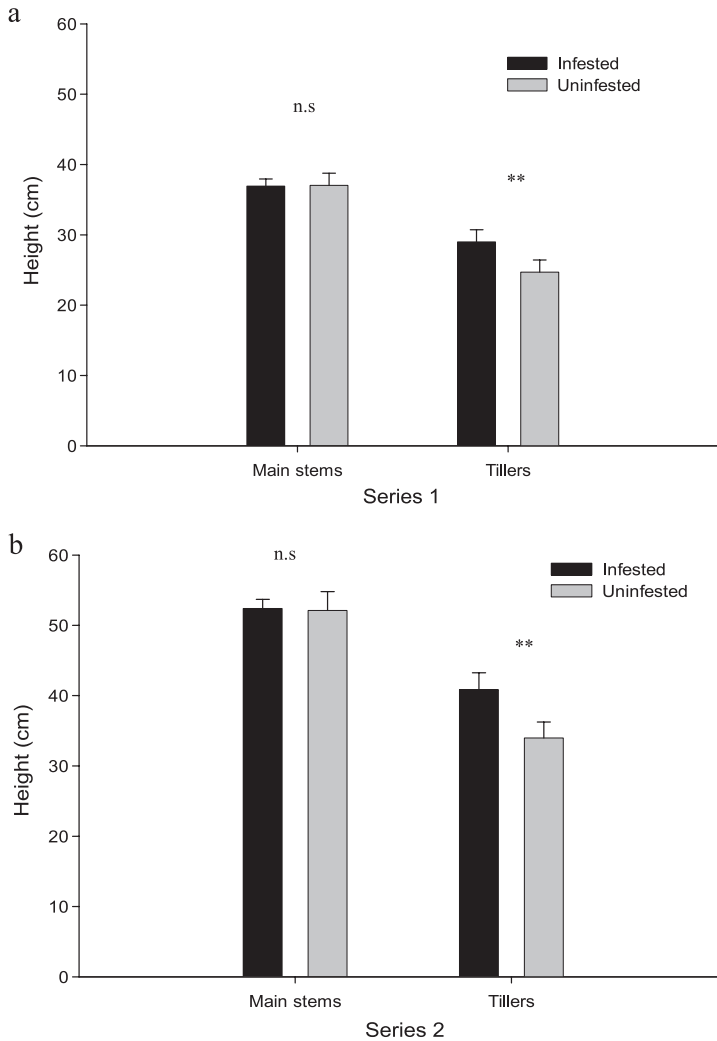 a
60
50
40
30
20
10
0
Height (cm)
Infested
Uninfested
n.s
**
Main stems
Tillers
Series 1
b
60
50
40
30
20
10
0
Height (cm)
n.s
Infested
Uninfested
**
Main stems
Tillers
Series 2